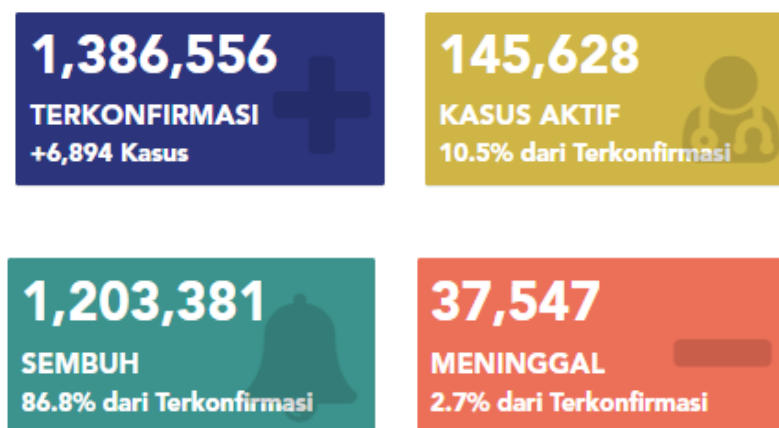 1,386,556
TERKONFIRMASI
+6,894 Kasus
145,628
KASUS AKTIF
10.5% dari Terkonfirmasi
1,203,381
SEMBUH
86.8% dari Terkonfirmasi
37,547
MENINGGAL
2.7% dari Terkonfirmasi